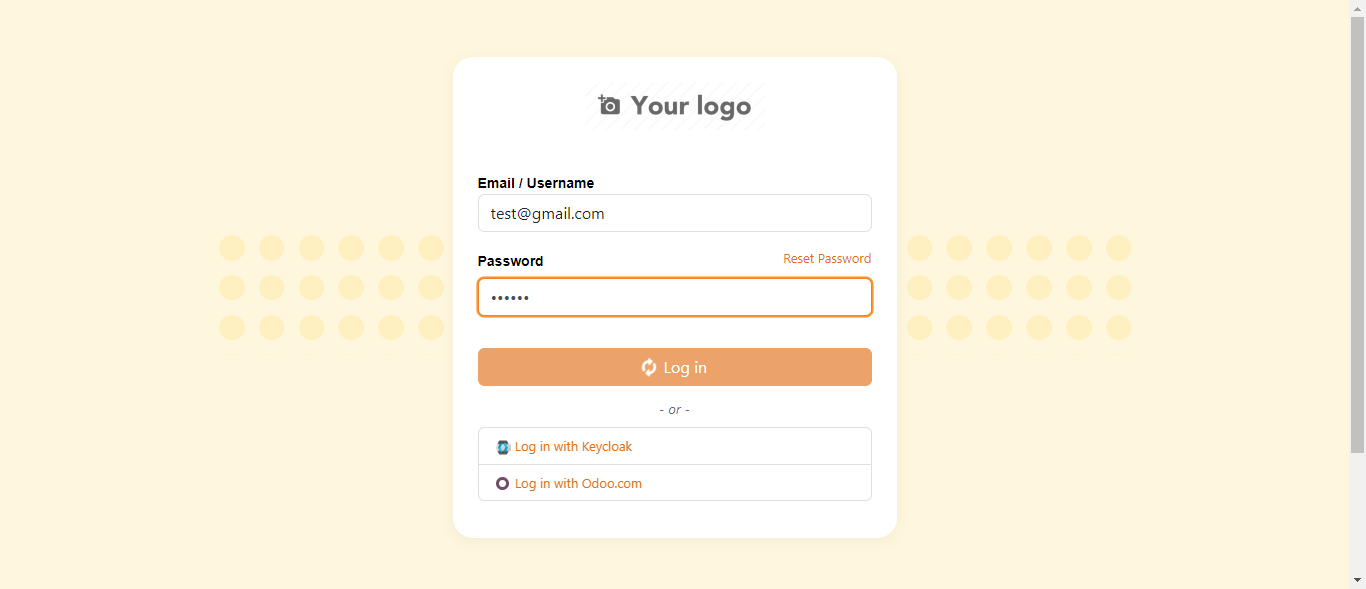 Your logo
Email / Username
test@gmail.com
Password
Reset Password
••••••
Log in
- or -
Log in with Keycloak
Log in with Odoo.com